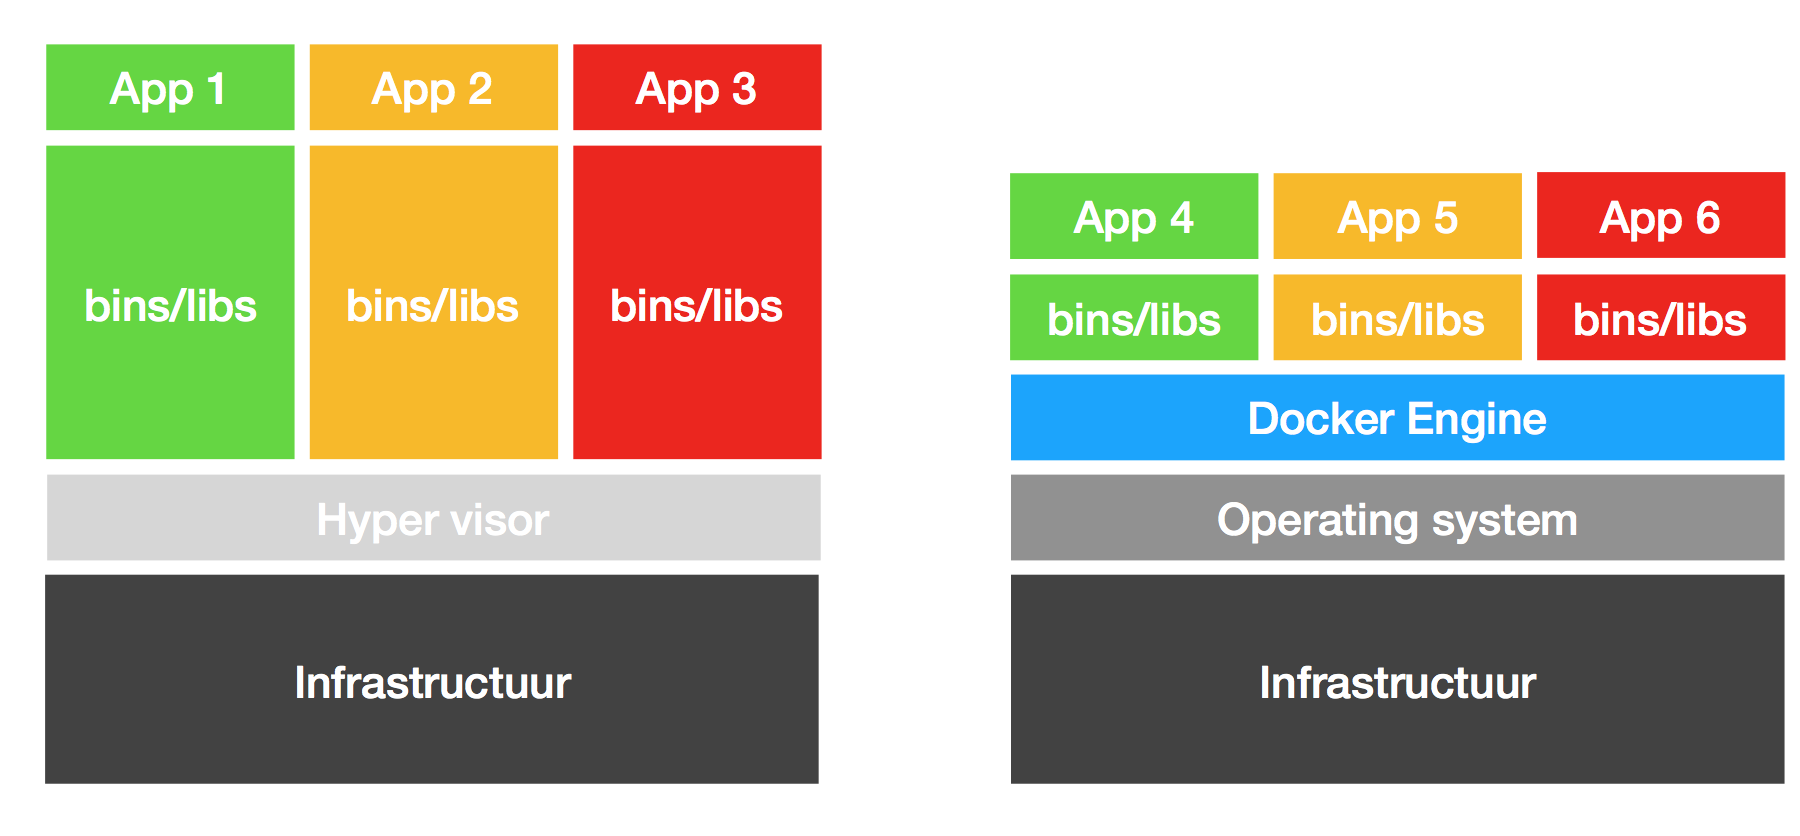 App 1
App 2
App 3
bins/libs
bins/libs
bins/libs
Hyper visor
Infrastructuur
App 4
App 5
App 6
bins/libs
bins/libs
bins/libs
Docker Engine
Operating system
Infrastructuur